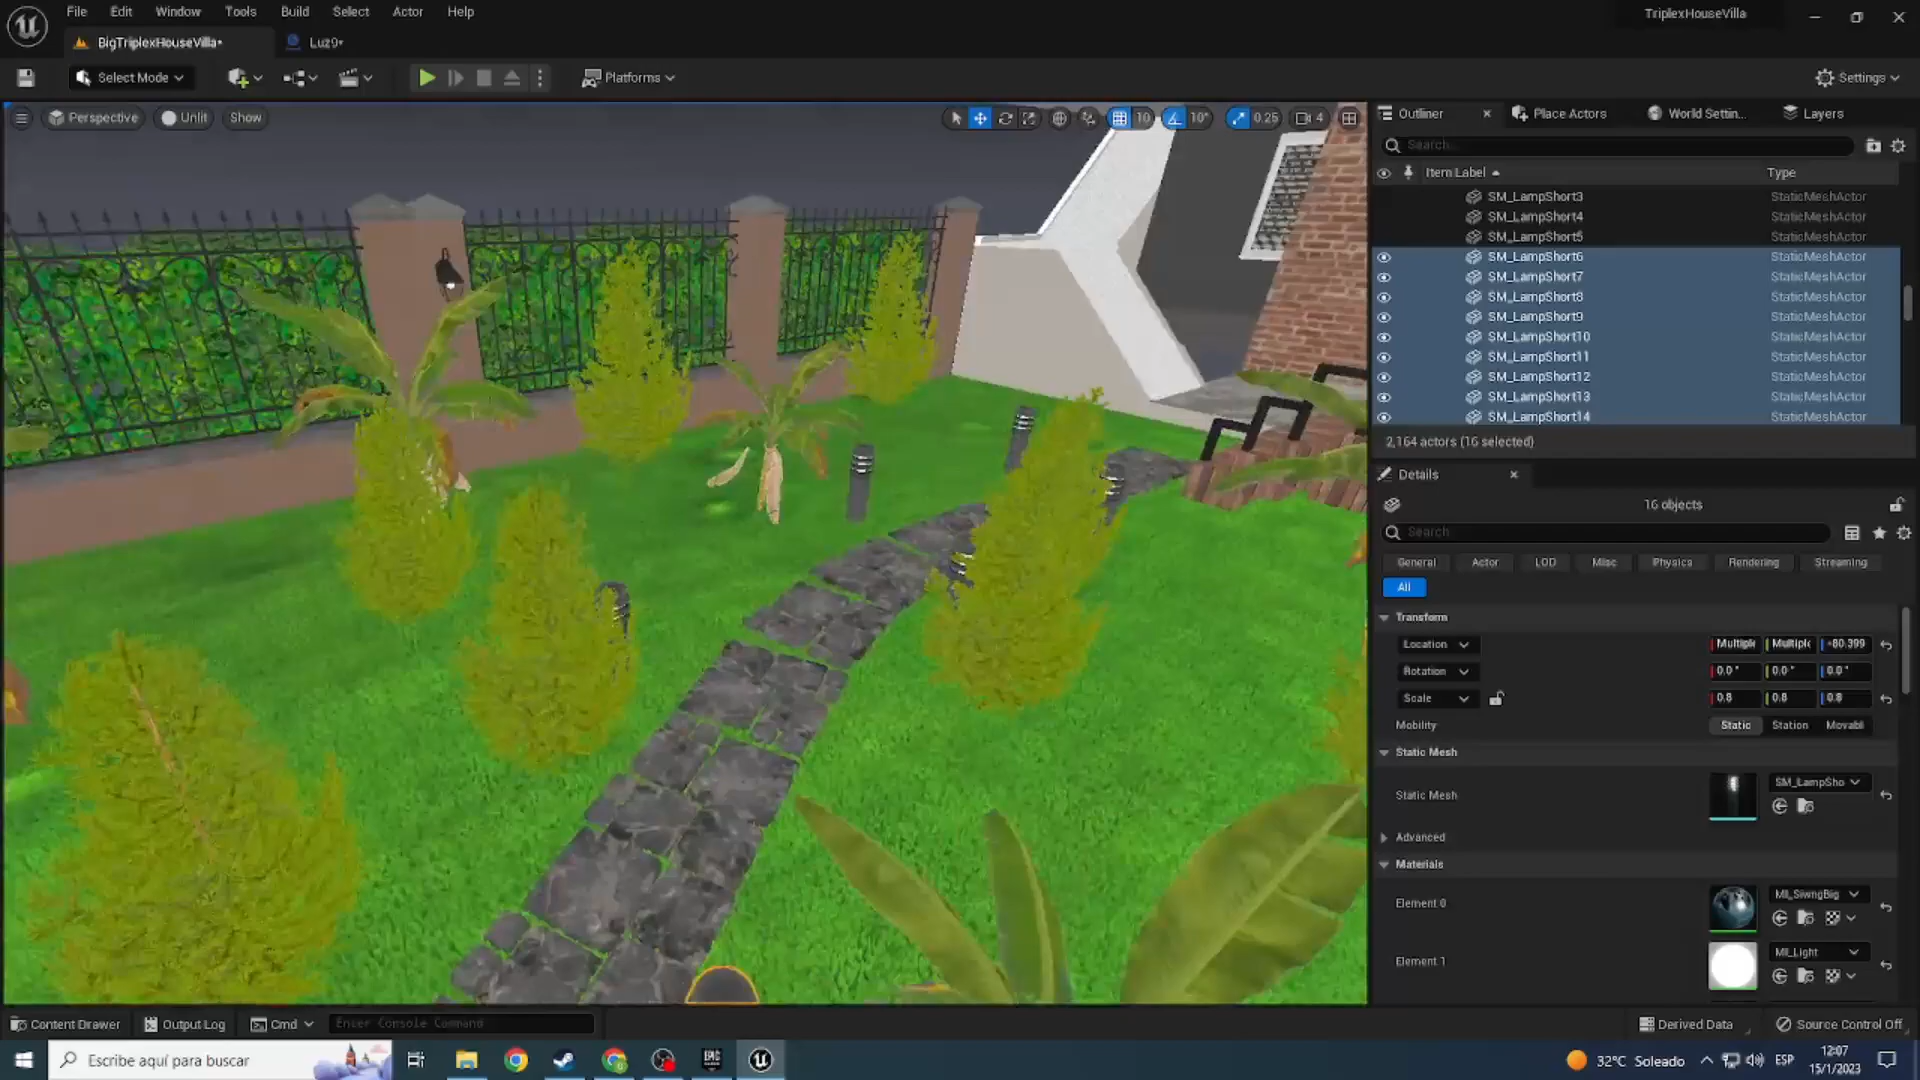 File Edit Window Tools Build Select Actor Help
TriplexHouseVilla
BigTriplexHouseVilla•
Luz9•
Select Mode
Platforms
Settings
Perspective
Unlit
Show
10
10°
0.25
4
Outliner
Place Actors
World Settin...
Layers
Search...
Item Label
Type
SM_LampShort3 StaticMeshActor
SM_LampShort4 StaticMeshActor
SM_LampShort5 StaticMeshActor
SM_LampShort6 StaticMeshActor
SM_LampShort7 StaticMeshActor
SM_LampShort8 StaticMeshActor
SM_LampShort9 StaticMeshActor
SM_LampShort10 StaticMeshActor
SM_LampShort11 StaticMeshActor
SM_LampShort12 StaticMeshActor
SM_LampShort13 StaticMeshActor
SM_LampShort14 StaticMeshActor
2,164 actors (16 selected)
Details
16 objects
Search
General Actor LOD Misc Physics Rendering Streaming
All
Transform
Location Multiple Multiple -80.399
Rotation 0.0° 0.0° 0.0°
Scale 0.8 0.8 0.8
Mobility Static Station Movabl
Static Mesh
Static Mesh SM_LampSho
Advanced
Materials
Element 0 MI_SiwngBig
Element 1 MI_Light
Content Drawer
Output Log
Cmd
Enter Console Command
Derived Data
Source Control Off
Escribe aquí para buscar
EPIC
32°C Soleado
ESP
12:07
15/1/2023